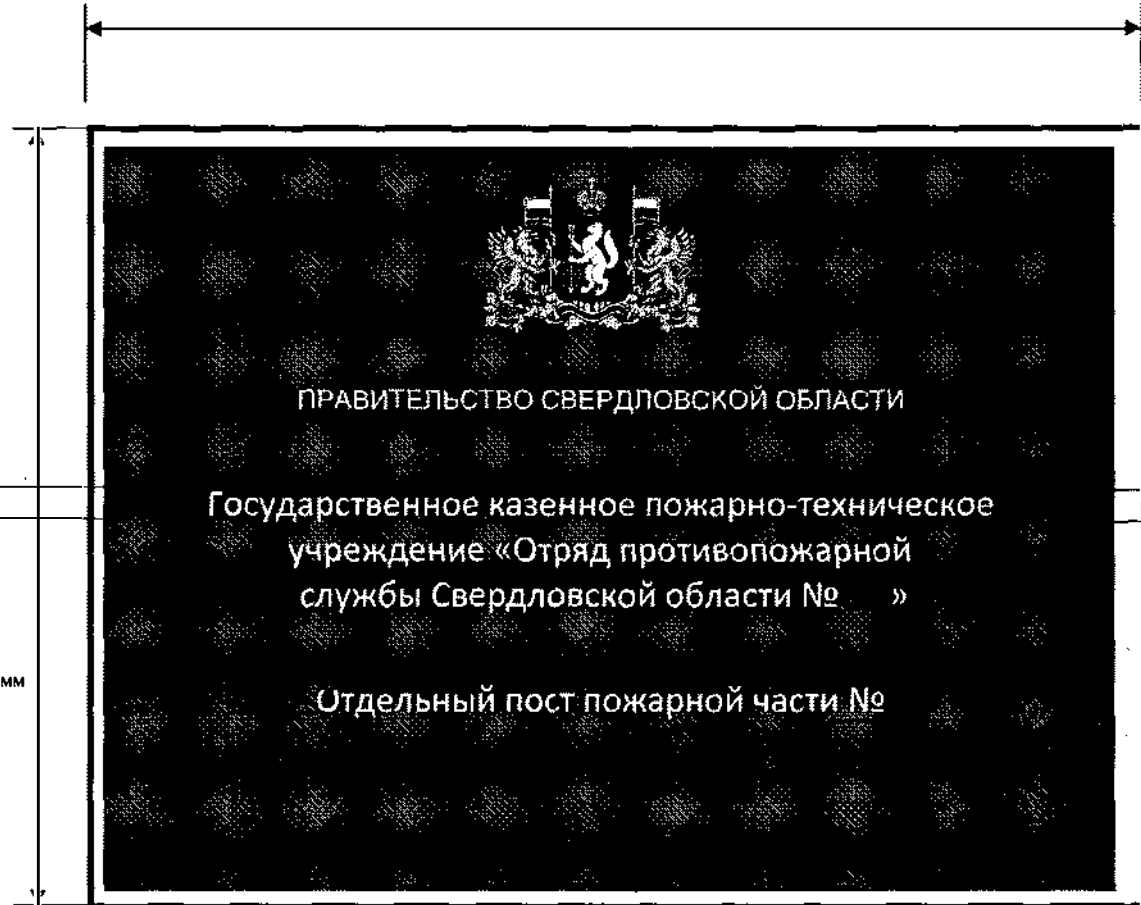 ПРАВИТЕЛЬСТВО СВЕРДЛОВСКОЙ ОБЛАСТИ
Государственное казенное пожарно-техническое
учреждение «Отряд противопожарной
службы Свердловской области № »
мм
Отдельный пост пожарной части №